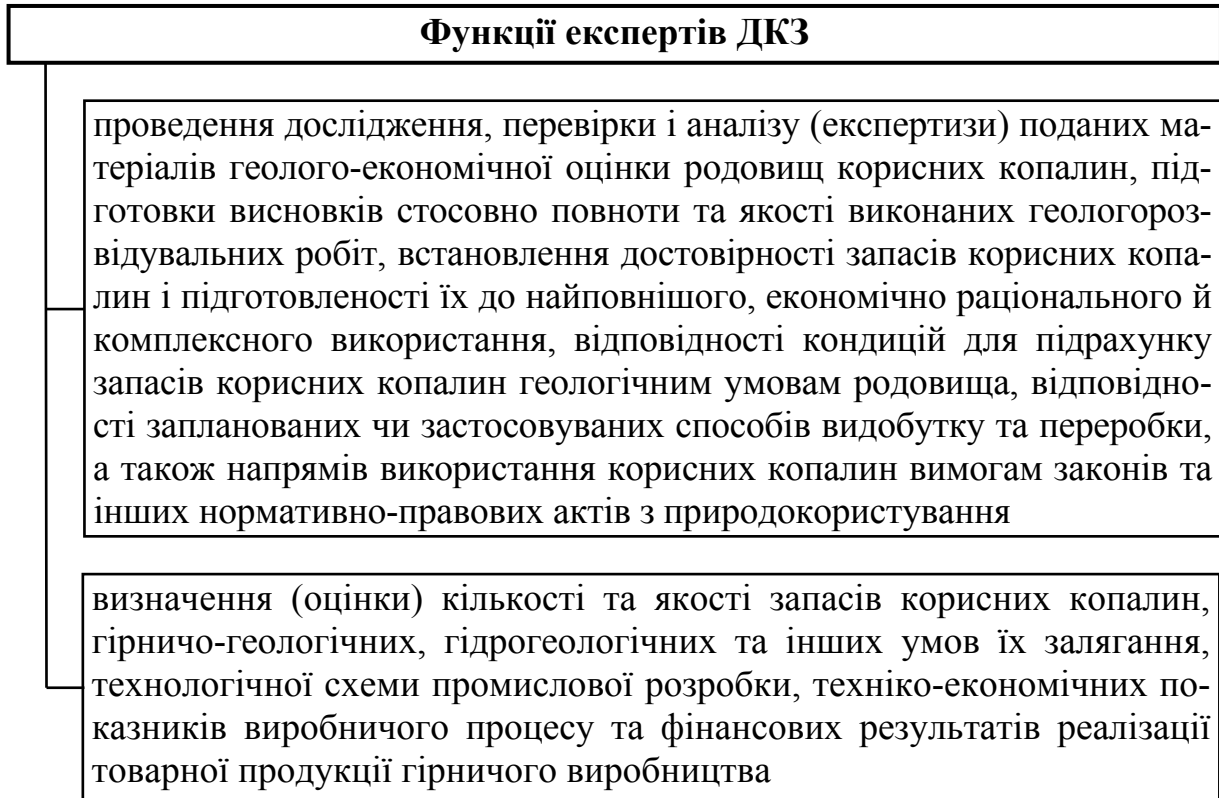 Функції експертів ДКЗ
проведення дослідження, перевірки і аналізу (експертизи) поданих ма-
теріалів геолого-економічної оцінки родовищ корисних копалин, під-
готовки висновків стосовно повноти та якості виконаних геологороз-
відувальних робіт, встановлення достовірності запасів корисних копа-
лин і підготовленості їх до найповнішого, економічно раціонального й
комплексного використання, відповідності кондицій для підрахунку
запасів корисних копалин геологічним умовам родовища, відповідно-
сті запланованих чи застосовуваних способів видобутку та переробки,
а також напрямів використання корисних копалин вимогам законів та
інших нормативно-правових актів з природокористування
визначення (оцінки) кількості та якості запасів корисних копалин,
гірничо-геологічних, гідрогеологічних та інших умов їх залягання,
технологічної схеми промислової розробки, техніко-економічних по-
казників виробничого процесу та фінансових результатів реалізації
товарної продукції гірничого виробництва